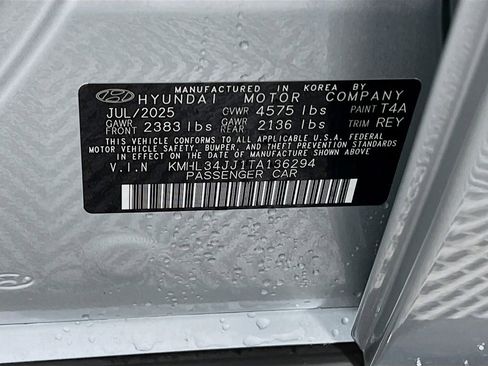 MANUFACTURED IN KOREA BY
HYUNDAI MOTOR COMPANY
JUL/2025 GVWR 4575 lbs PAINT T4A
GAWR FRONT 2383 lbs GAWR REAR 2136 lbs TRIM REY
THIS VEHICLE CONFORMS TO ALL APPLICABLE U.S.A. FEDERAL
MOTOR VEHICLE SAFETY, BUMPER, AND THEFT PREVENTION STANDARDS
IN EFFECT ON THE DATE OF MANUFACTURE SHOWN ABOVE.
V.I.N KMHL34JJ1TA136294
PASSENGER CAR